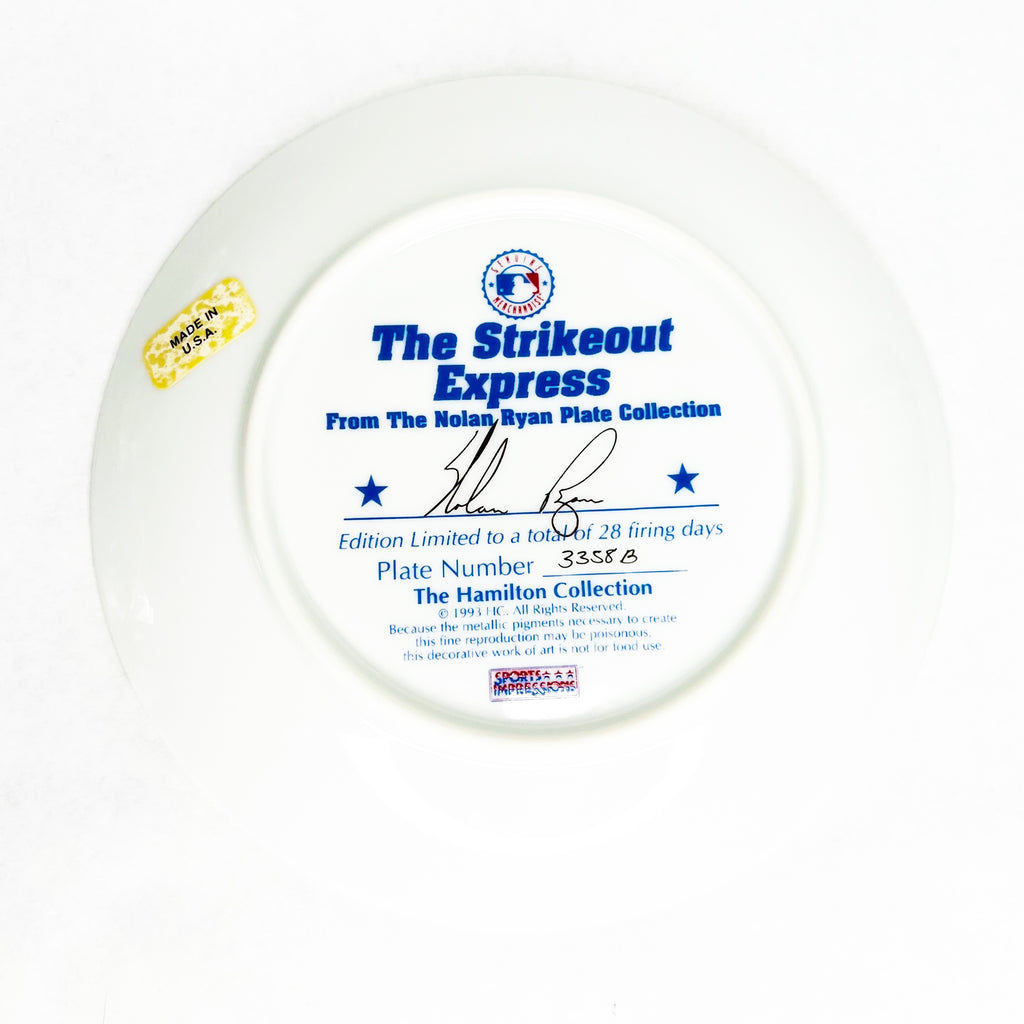 GENUINE
MERCHANDISE
The Strikeout
Express
From The Nolan Ryan Plate Collection
Nolan Ryan
Edition Limited to a total of 28 firing days
Plate Number 3358B
The Hamilton Collection
© 1993 HC. All Rights Reserved.
Because the metallic pigments necessary to create
this fine reproduction may be poisonous,
this decorative work of art is not for food use.
SPORTS
IMPRESSIONS
MADE IN
U.S.A.